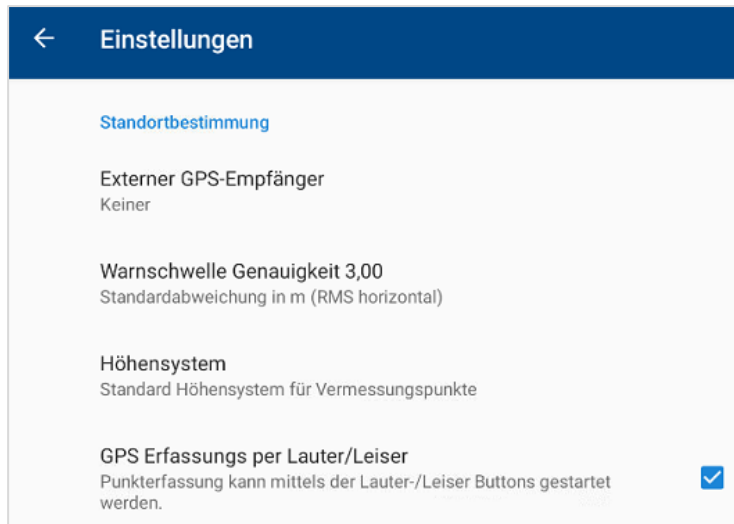 Einstellungen
Standortbestimmung
Externer GPS-Empfänger
Keiner
Warnschwelle Genauigkeit 3,00
Standardabweichung in m (RMS horizontal)
Höhensystem
Standard Höhensystem für Vermessungspunkte
GPS Erfassungs per Lauter/Leiser
Punkterfassung kann mittels der Lauter-/Leiser Buttons gestartet
werden.